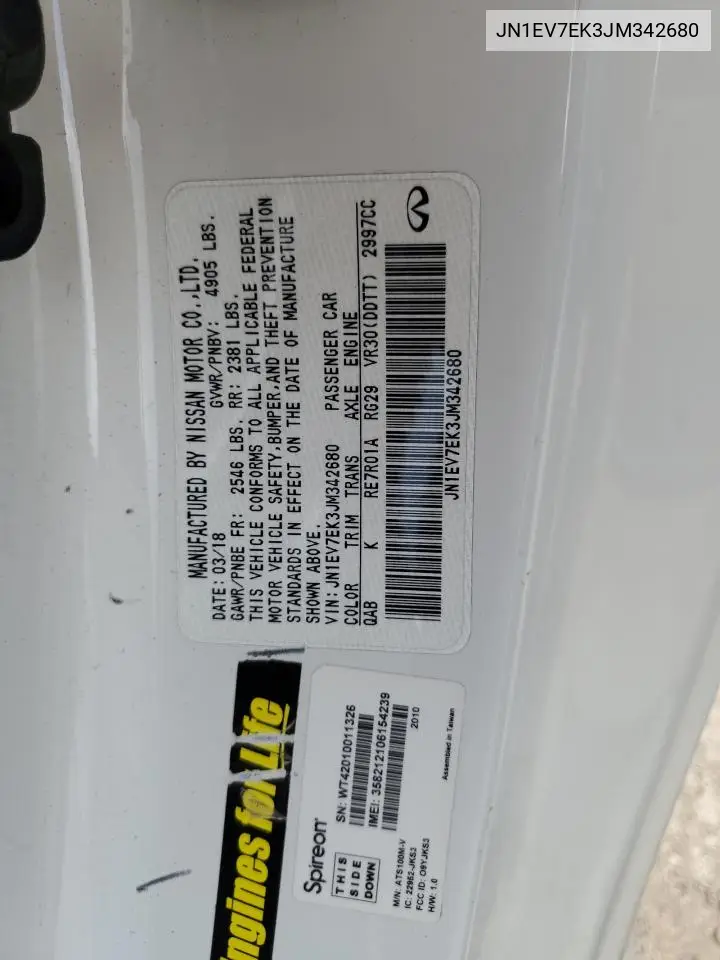 JN1EV7EK3JM342680
MANUFACTURED BY NISSAN MOTOR CO.,LTD.
DATE: 03/18 GVWR/PNBV: 4905 LBS.
GAWR/PNBE FR: 2546 LBS. RR: 2381 LBS.
THIS VEHICLE CONFORMS TO ALL APPLICABLE FEDERAL
MOTOR VEHICLE SAFETY,BUMPER,AND THEFT PREVENTION
STANDARDS IN EFFECT ON THE DATE OF MANUFACTURE
SHOWN ABOVE.
VIN:JN1EV7EK3JM342680 PASSENGER CAR
COLOR TRIM TRANS AXLE ENGINE
QAB K RE7R01A RG29 VR30(DDTT) 2997CC
JN1EV7EK3JM342680
ngines for Life
Spireon
THIS
SIDE
DOWN
SN: WT42010011326
IMEI: 358212106154239
2010
M/N: ATS100M-V
IC: 22952-JKS3
FCC ID: O9YJKS3
H/W: 1.0
Assembled in Taiwan